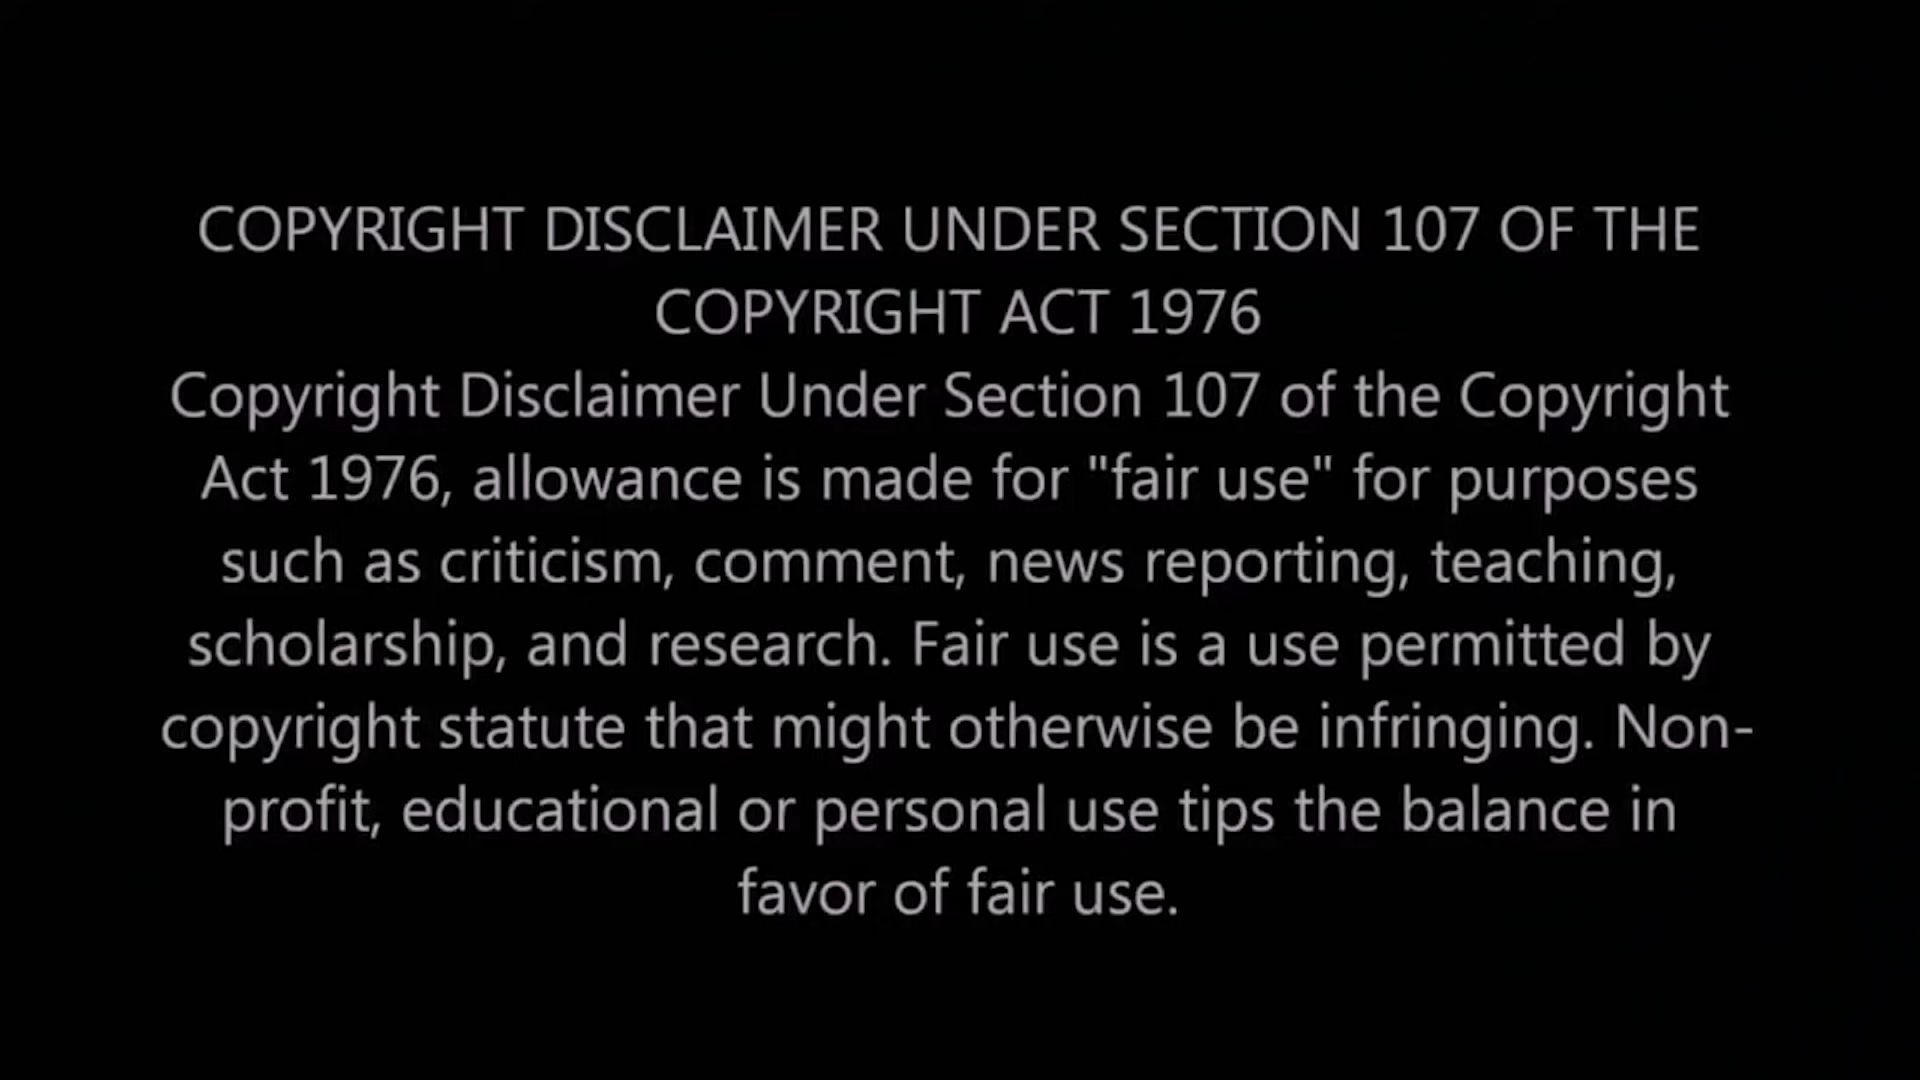 COPYRIGHT DISCLAIMER UNDER SECTION 107 OF THE
COPYRIGHT ACT 1976
Copyright Disclaimer Under Section 107 of the Copyright
Act 1976, allowance is made for "fair use" for purposes
such as criticism, comment, news reporting, teaching,
scholarship, and research. Fair use is a use permitted by
copyright statute that might otherwise be infringing. Non-
profit, educational or personal use tips the balance in
favor of fair use.